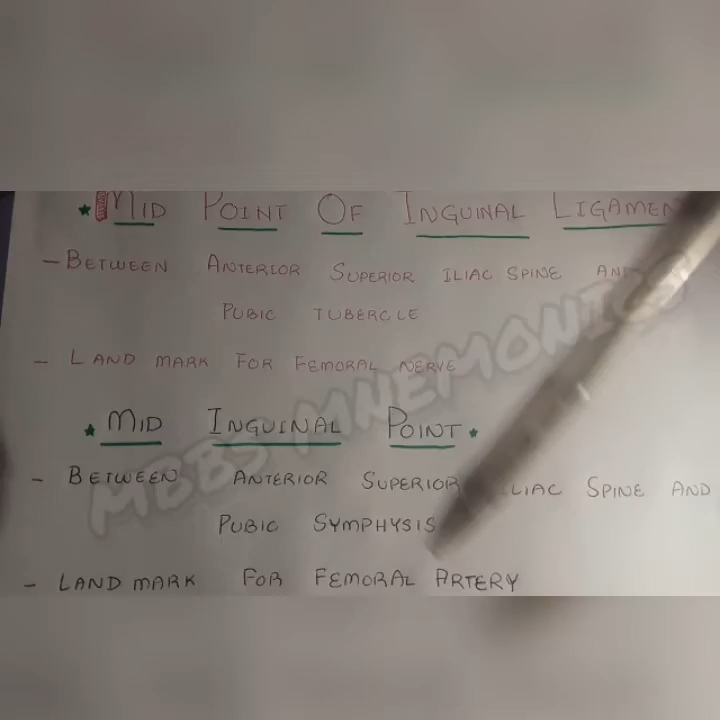 ★ MID POINT OF INGUINAL LIGAMEN
- BETWEEN ANTERIOR SUPERIOR ILIAC SPINE AN
PUBIC TUBERCLE
- LAND MARK FOR FEMORAL NERVE
★ MID INGUINAL POINT ★
- BETWEEN ANTERIOR SUPERIOR ILIAC SPINE AND
PUBIC SYMPHYSIS
- LAND MARK FOR FEMORAL ARTERY
MBBS MNEMONICS